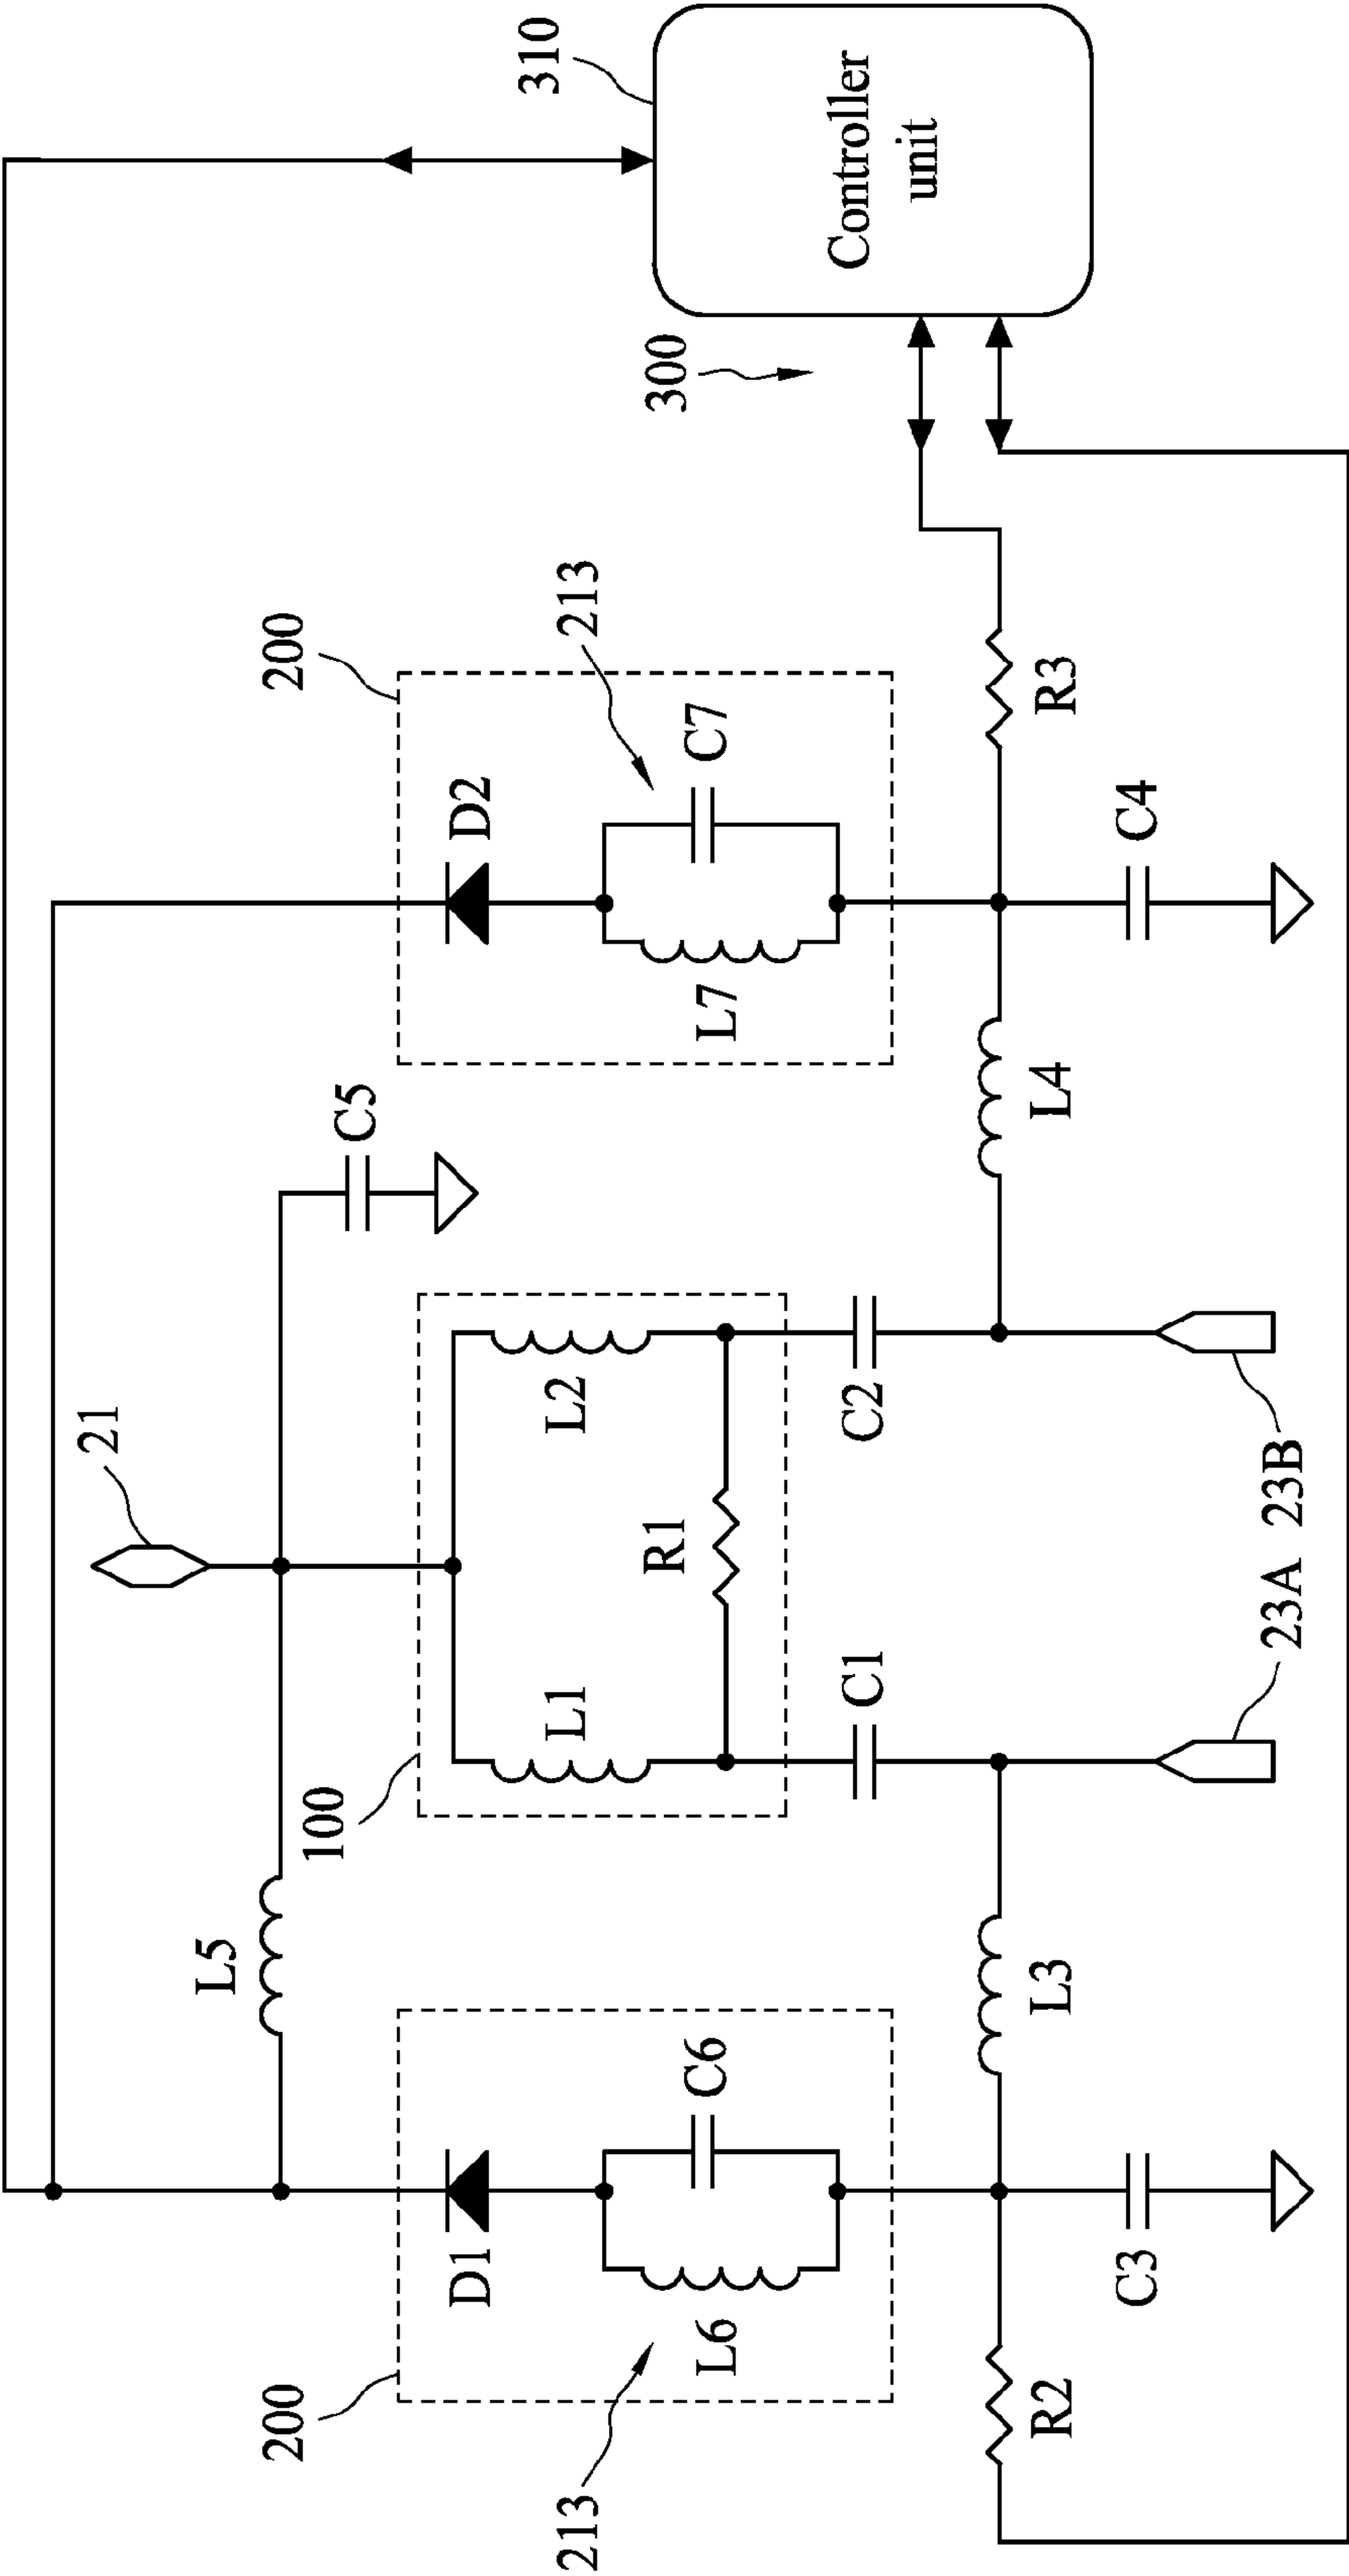 310
Controller
unit
300
200
213
D2
C7
L7
R3
C4
C5
L4
21
L2
R1
C2
23B
L1
100
C1
23A
L5
L3
D1
C6
L6
200
213
C3
R2